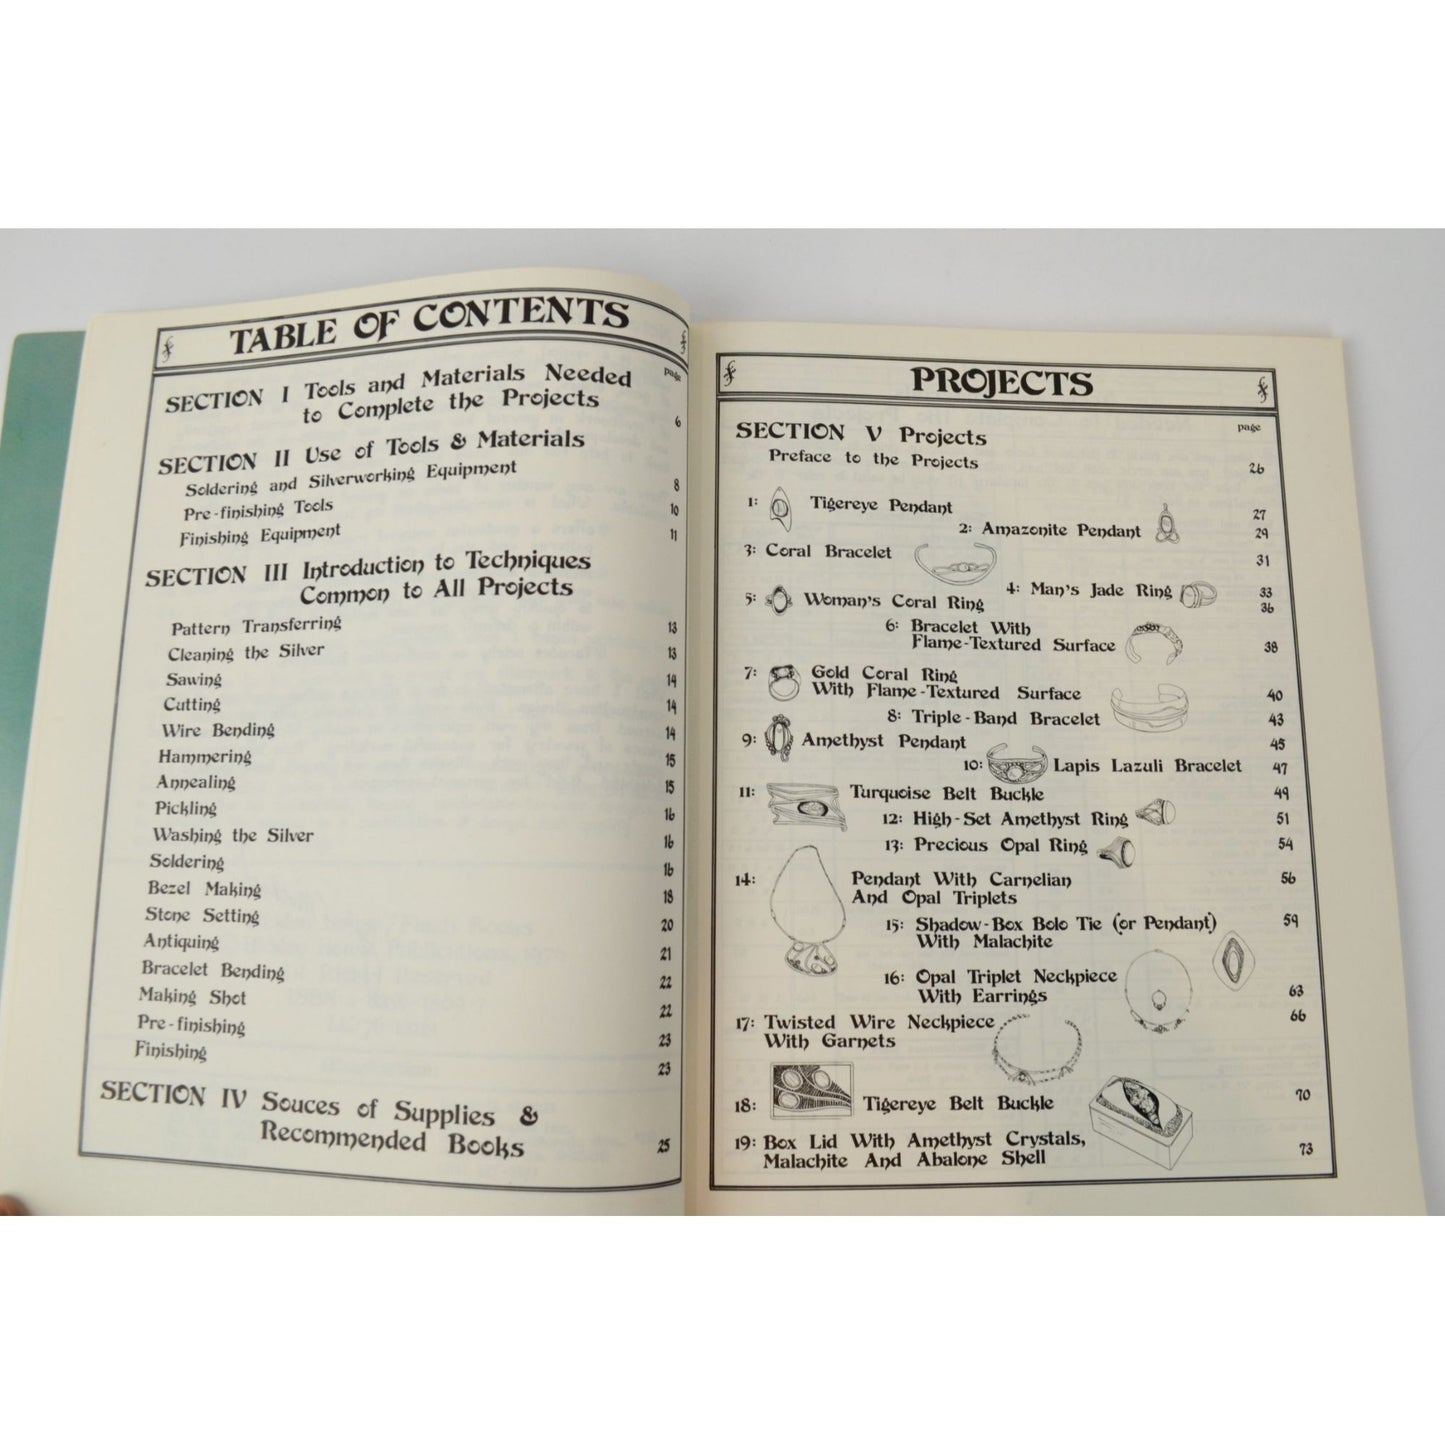 TABLE OF CONTENTS
page
SECTION I Tools and Materials Needed
to Complete the Projects 6
SECTION II Use of Tools & Materials
Soldering and Silverworking Equipment 8
Pre-finishing Tools 10
Finishing Equipment 11
SECTION III Introduction to Techniques
Common to All Projects
Pattern Transferring 13
Cleaning the Silver 13
Sawing 14
Cutting 14
Wire Bending 14
Hammering 15
Annealing 15
Pickling 16
Washing the Silver 16
Soldering 16
Bezel Making 18
Stone Setting 20
Antiquing 21
Bracelet Bending 22
Making Shot 22
Pre-finishing 23
Finishing 23
SECTION IV Souces of Supplies &
Recommended Books 25
PROJECTS
SECTION V Projects page
Preface to the Projects 26
1: Tigereye Pendant 27
2: Amazonite Pendant 29
3: Coral Bracelet 31
4: Man's Jade Ring 33
5: Woman's Coral Ring 36
6: Bracelet With
Flame-Textured Surface 38
7: Gold Coral Ring
With Flame-Textured Surface 40
8: Triple-Band Bracelet 43
9: Amethyst Pendant 45
10: Lapis Lazuli Bracelet 47
11: Turquoise Belt Buckle 49
12: High-Set Amethyst Ring 51
13: Precious Opal Ring 54
14: Pendant With Carnelian 56
And Opal Triplets
15: Shadow-Box Bolo Tie (or Pendant) 59
With Malachite
16: Opal Triplet Neckpiece
With Earrings 63
17: Twisted Wire Neckpiece 66
With Garnets
18: Tigereye Belt Buckle 70
19: Box Lid With Amethyst Crystals,
Malachite And Abalone Shell 73